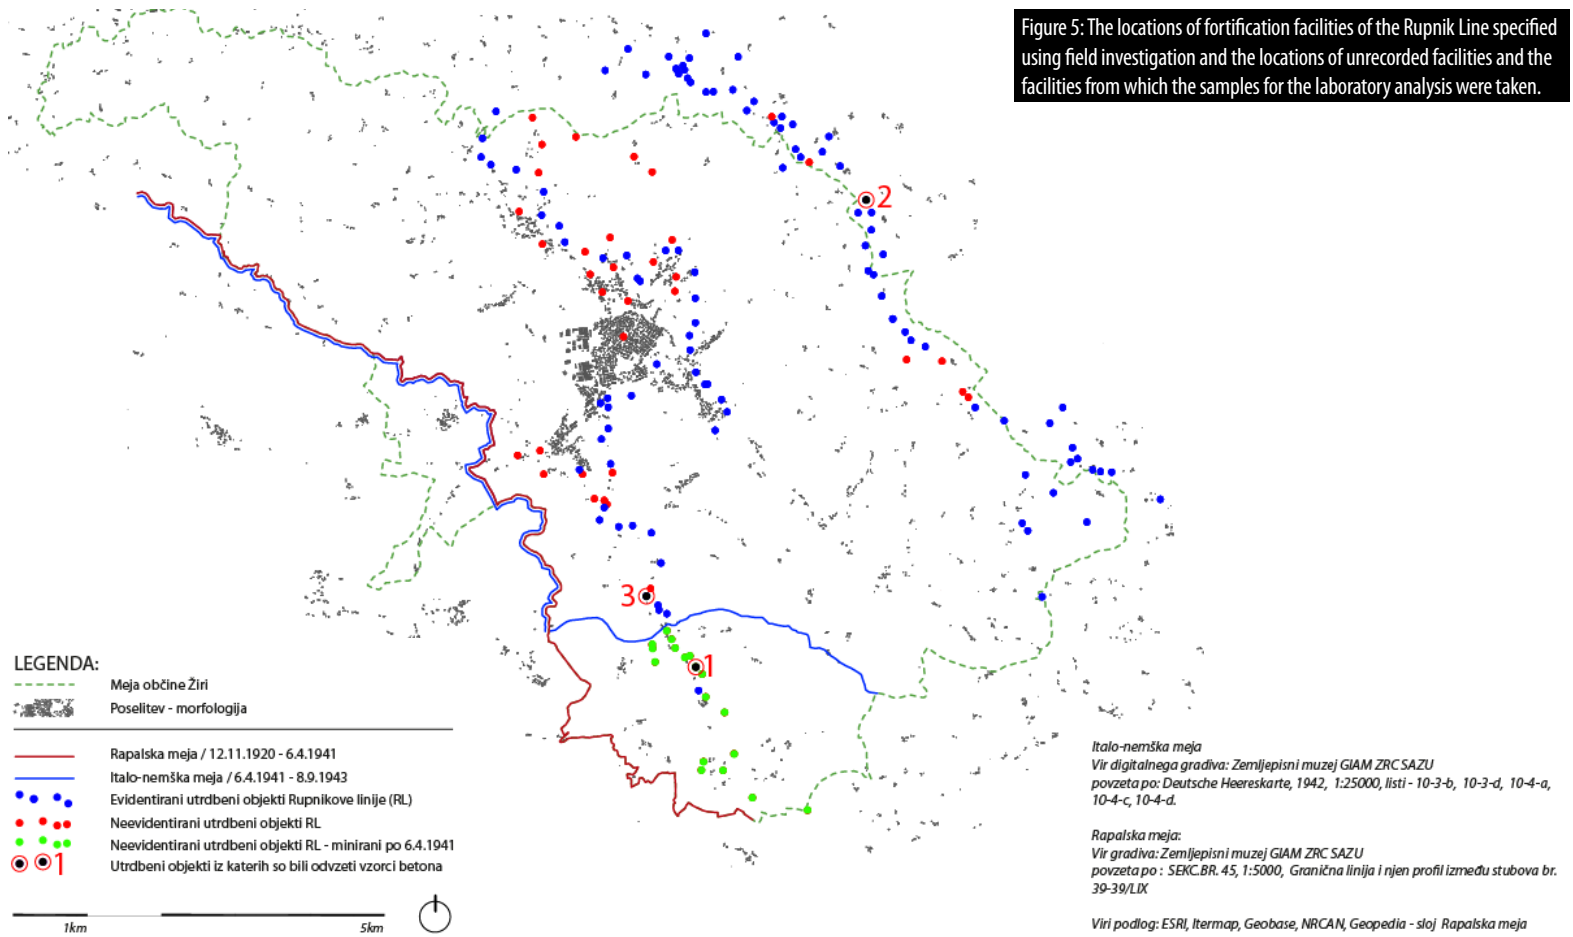 Figure 5: The locations of fortification facilities of the Rupnik Line specified
using field investigation and the locations of unrecorded facilities and the
facilities from which the samples for the laboratory analysis were taken.
2
3
1
LEGENDA:
Meja občine Žiri
Poselitev - morfologija
Rapalska meja / 12.11.1920 - 6.4.1941
Italo-nemška meja / 6.4.1941 - 8.9.1943
Evidentirani utrdbeni objekti Rupnikove linije (RL)
Neevidentirani utrdbeni objekti RL
Neevidentirani utrdbeni objekti RL - minirani po 6.4.1941
1 Utrdbeni objekti iz katerih so bili odvzeti vzorci betona
1km 5km
Italo-nemška meja
Vir digitalnega gradiva: Zemljepisni muzej GIAM ZRC SAZU
povzeta po: Deutsche Heereskarte, 1942, 1:25000, listi - 10-3-b, 10-3-d, 10-4-a,
10-4-c, 10-4-d.
Rapalska meja:
Vir gradiva: Zemljepisni muzej GIAM ZRC SAZU
povzeta po : SEKC.BR. 45, 1:5000, Granična linija i njen profil između stubova br.
39-39/LIX
Viri podlog: ESRI, Itermap, Geobase, NRCAN, Geopedia - sloj Rapalska meja